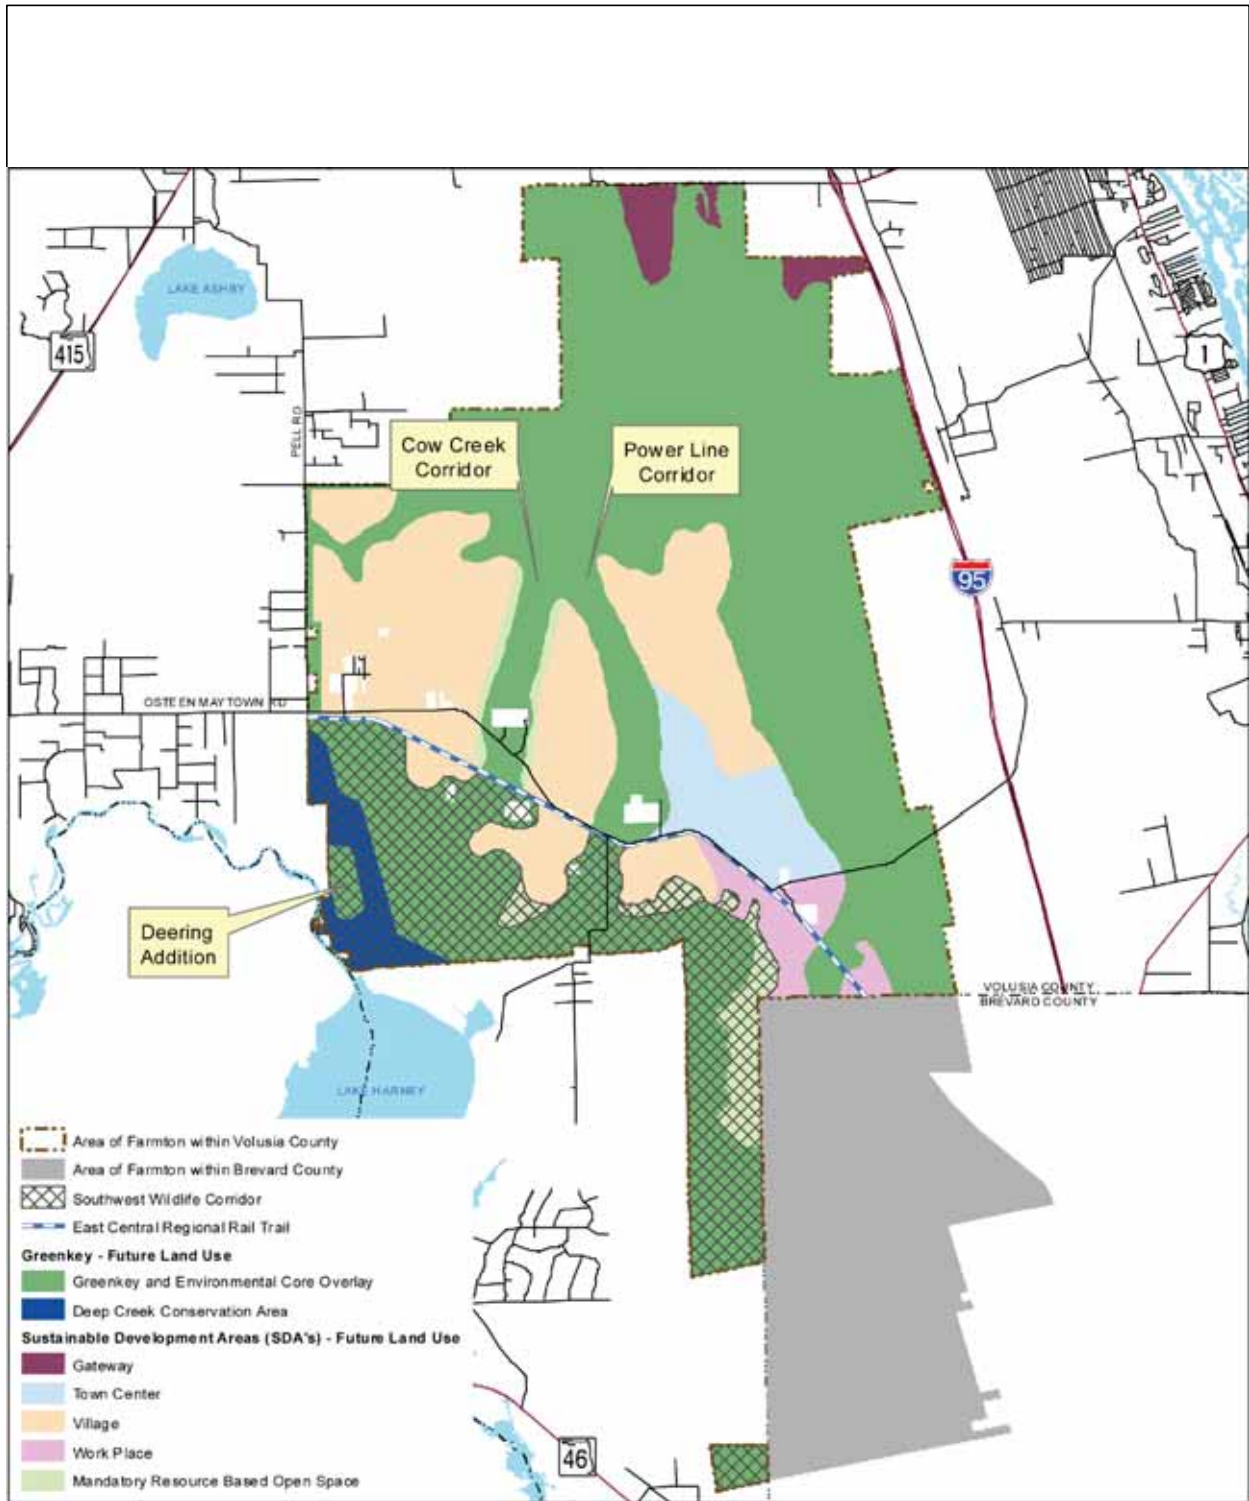 LAKE ASHBY
415
1
PELL RD
Cow Creek
Corridor
Power Line
Corridor
95
OSTEEN MAYTOWN RD
Deering
Addition
VOLUSIA COUNTY
BREVARD COUNTY
LAKE HARNEY
Area of Farmton within Volusia County
Area of Farmton within Brevard County
Southwest Wildlife Corridor
East Central Regional Rail Trail
Greenkey - Future Land Use
Greenkey and Environmental Core Overlay
Deep Creek Conservation Area
Sustainable Development Areas (SDA's) - Future Land Use
Gateway
Town Center
Village
46
Work Place
Mandatory Resource Based Open Space